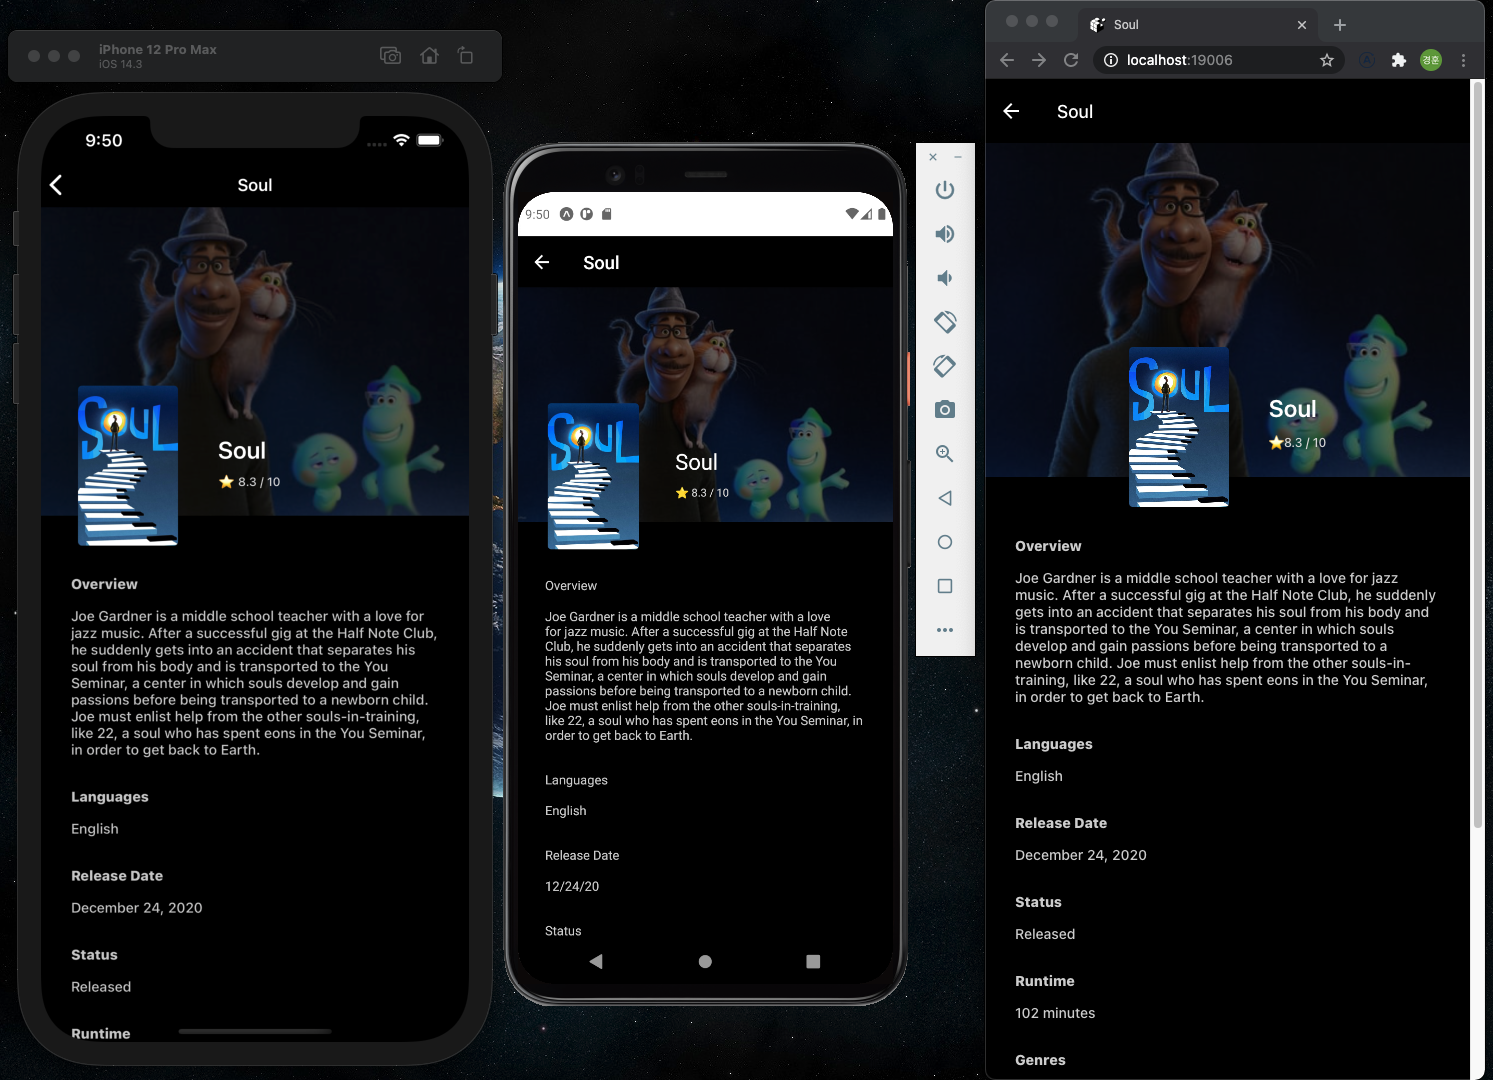 iPhone 12 Pro Max
iOS 14.3
9:50
Soul
SOUL
Soul
⭐ 8.3 / 10
Overview
Joe Gardner is a middle school teacher with a love for
jazz music. After a successful gig at the Half Note Club,
he suddenly gets into an accident that separates his
soul from his body and is transported to the You
Seminar, a center in which souls develop and gain
passions before being transported to a newborn child.
Joe must enlist help from the other souls-in-training,
like 22, a soul who has spent eons in the You Seminar,
in order to get back to Earth.
Languages
English
Release Date
December 24, 2020
Status
Released
Runtime
9:50
Soul
SOUL
Soul
⭐ 8.3 / 10
Overview
Joe Gardner is a middle school teacher with a love
for jazz music. After a successful gig at the Half Note
Club, he suddenly gets into an accident that separates
his soul from his body and is transported to the You
Seminar, a center in which souls develop and gain
passions before being transported to a newborn child.
Joe must enlist help from the other souls-in-training,
like 22, a soul who has spent eons in the You Seminar, in
order to get back to Earth.
Languages
English
Release Date
12/24/20
Status
Soul
localhost:19006
경훈
Soul
SOUL
Soul
⭐8.3 / 10
Overview
Joe Gardner is a middle school teacher with a love for jazz
music. After a successful gig at the Half Note Club, he suddenly
gets into an accident that separates his soul from his body and
is transported to the You Seminar, a center in which souls
develop and gain passions before being transported to a
newborn child. Joe must enlist help from the other souls-in-
training, like 22, a soul who has spent eons in the You Seminar,
in order to get back to Earth.
Languages
English
Release Date
December 24, 2020
Status
Released
Runtime
102 minutes
Genres